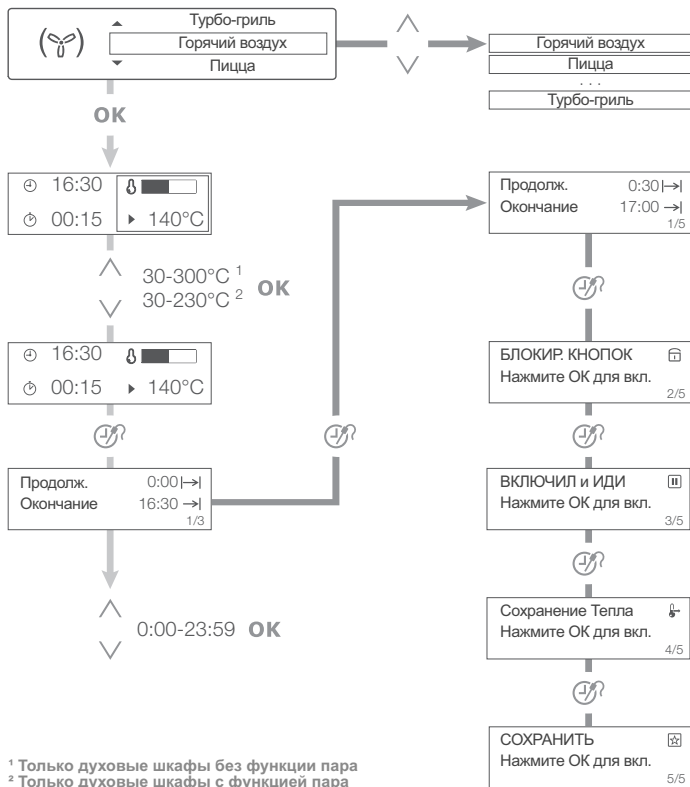 Турбо-гриль
Горячий воздух
Пицца
Горячий воздух
Пицца
. . .
Турбо-гриль
OK
16:30
00:15 140°C
30-300°C ¹
30-230°C ²
OK
16:30
00:15 140°C
Продолж. 0:00
Окончание 16:30
1/3
0:00-23:59 OK
Продолж. 0:30
Окончание 17:00
1/5
БЛОКИР. КНОПОК
Нажмите ОК для вкл.
2/5
ВКЛЮЧИЛ и ИДИ
Нажмите ОК для вкл.
3/5
Сохранение Тепла
Нажмите ОК для вкл.
4/5
СОХРАНИТЬ
Нажмите ОК для вкл.
5/5
¹ Только духовые шкафы без функции пара
² Только духовые шкафы с функцией пара